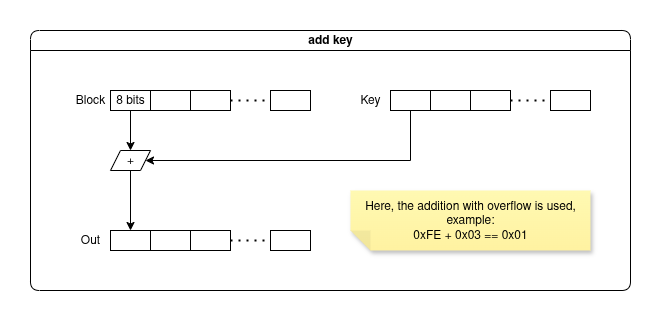 add key
Block 8 bits
Key
+
Here, the addition with overflow is used,
example:
0xFE + 0x03 == 0x01
Out